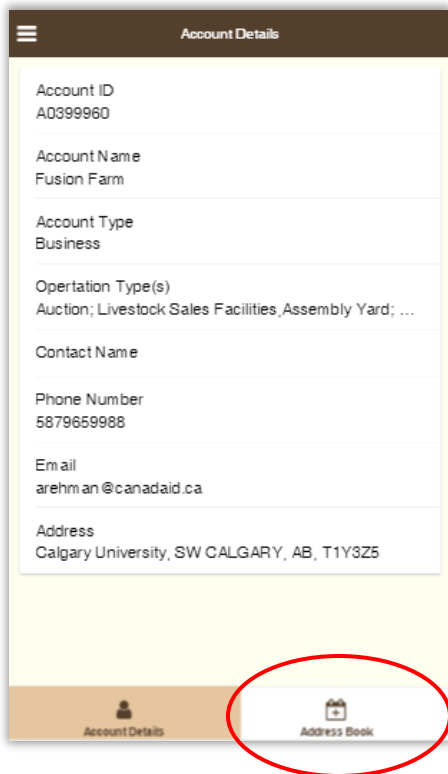 Account Details
Account ID
A0399960
Account Name
Fusion Farm
Account Type
Business
Opertation Type(s)
Auction; Livestock Sales Facilities,Assembly Yard; ...
Contact Name
Phone Number
5879659988
Email
arehman@canadaid.ca
Address
Calgary University, SW CALGARY, AB, T1Y3Z5
Account Details
Address Book